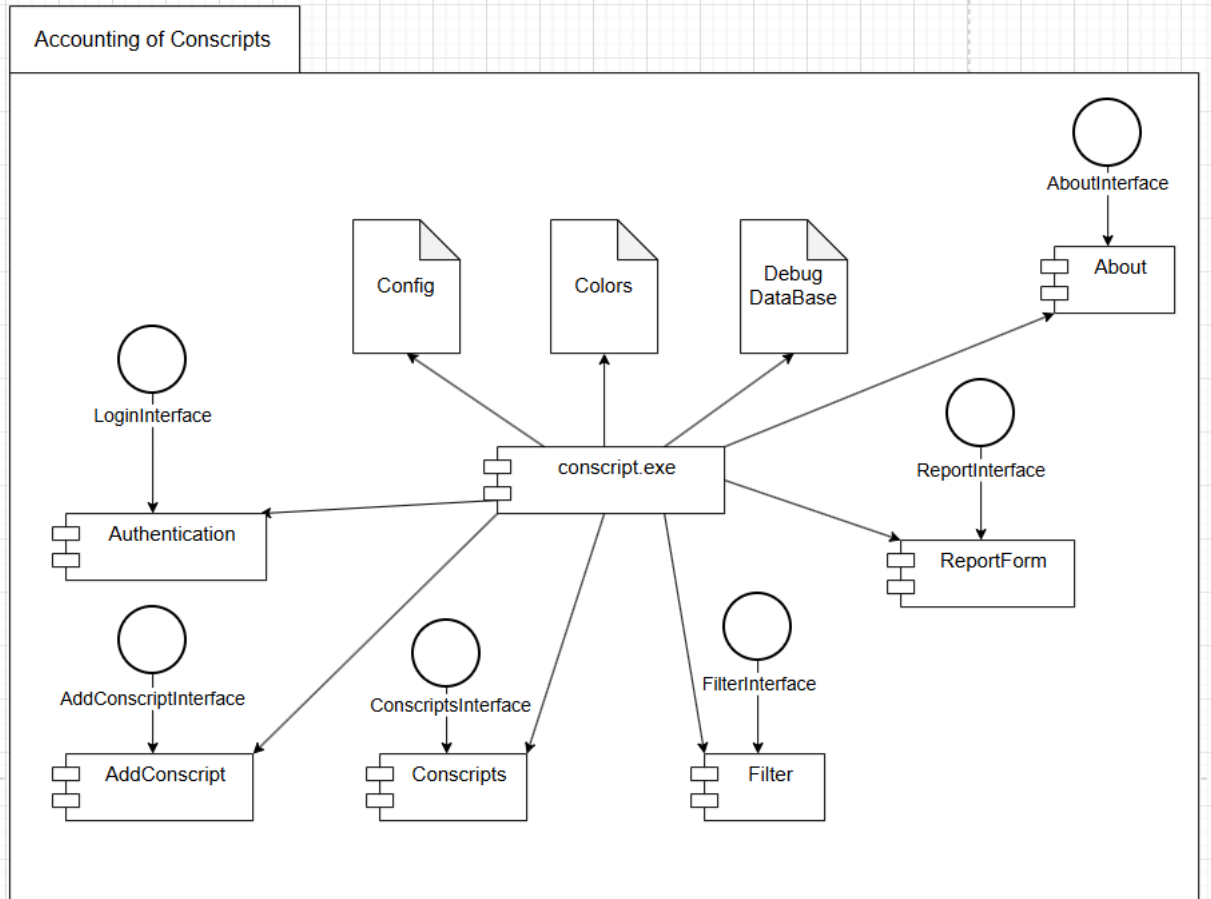 Accounting of Conscripts
AboutInterface
About
Config
Colors
Debug
DataBase
LoginInterface
conscript.exe
ReportInterface
Authentication
ReportForm
AddConscriptInterface
ConscriptsInterface
FilterInterface
AddConscript
Conscripts
Filter